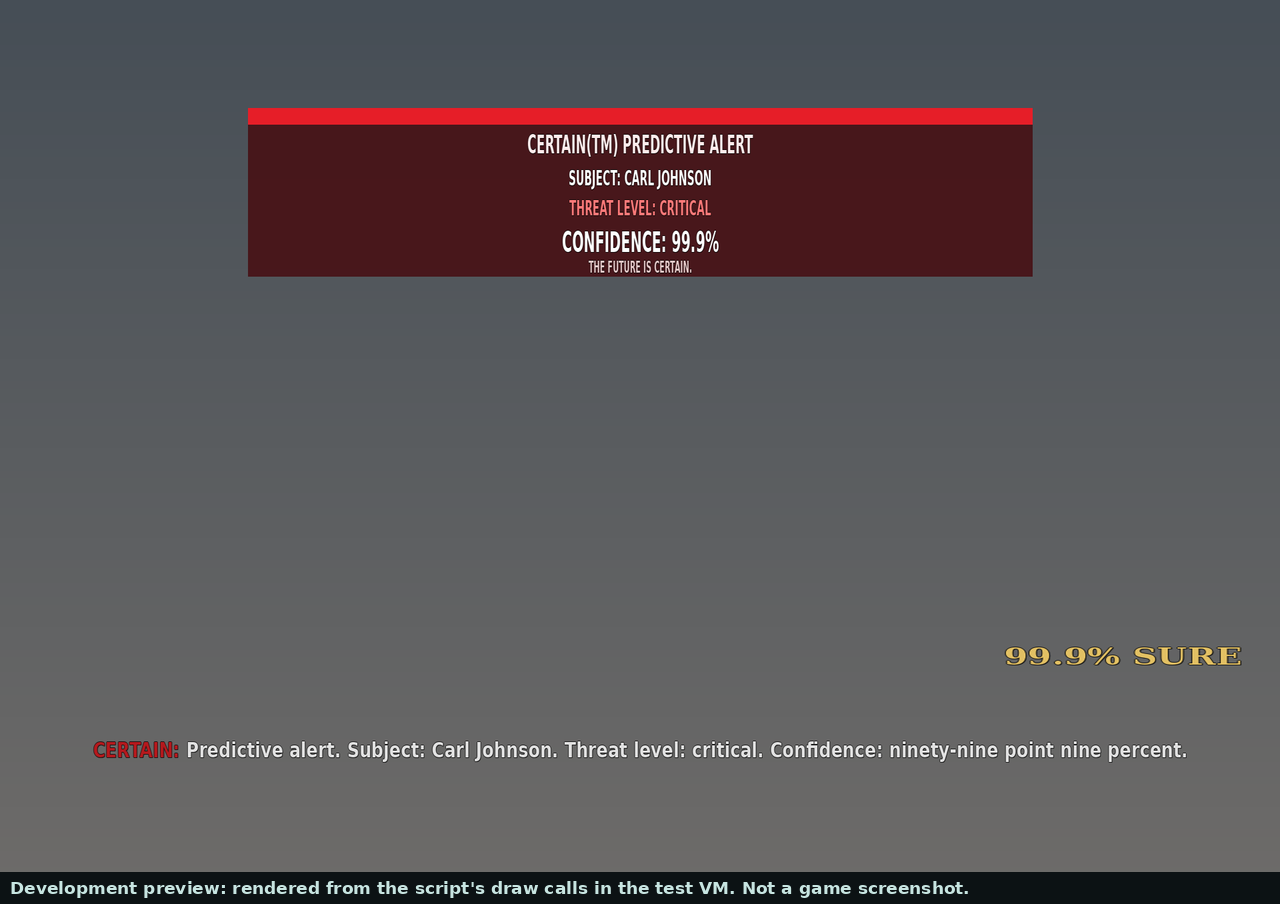 CERTAIN(TM) PREDICTIVE ALERT
SUBJECT: CARL JOHNSON
THREAT LEVEL: CRITICAL
CONFIDENCE: 99.9%
THE FUTURE IS CERTAIN.
99.9% SURE
CERTAIN: Predictive alert. Subject: Carl Johnson. Threat level: critical. Confidence: ninety-nine point nine percent.
Development preview: rendered from the script's draw calls in the test VM. Not a game screenshot.